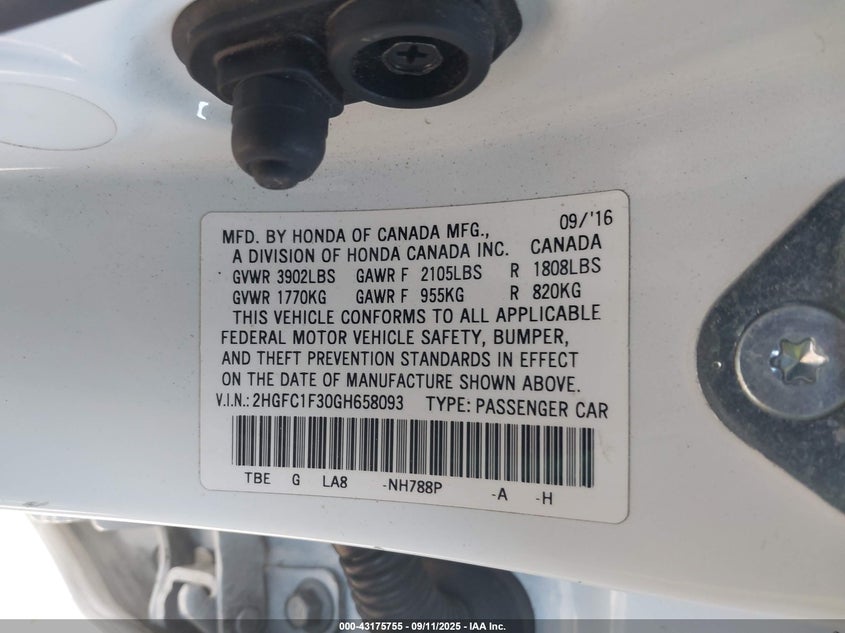 09/'16
MFD. BY HONDA OF CANADA MFG.,
A DIVISION OF HONDA CANADA INC. CANADA
GVWR 3902LBS GAWR F 2105LBS R 1808LBS
GVWR 1770KG GAWR F 955KG R 820KG
THIS VEHICLE CONFORMS TO ALL APPLICABLE
FEDERAL MOTOR VEHICLE SAFETY, BUMPER,
AND THEFT PREVENTION STANDARDS IN EFFECT
ON THE DATE OF MANUFACTURE SHOWN ABOVE.
V.I.N.: 2HGFC1F30GH658093 TYPE: PASSENGER CAR
TBE G LA8 -NH788P -A -H
000-43175755 - 09/11/2025 - IAA Inc.